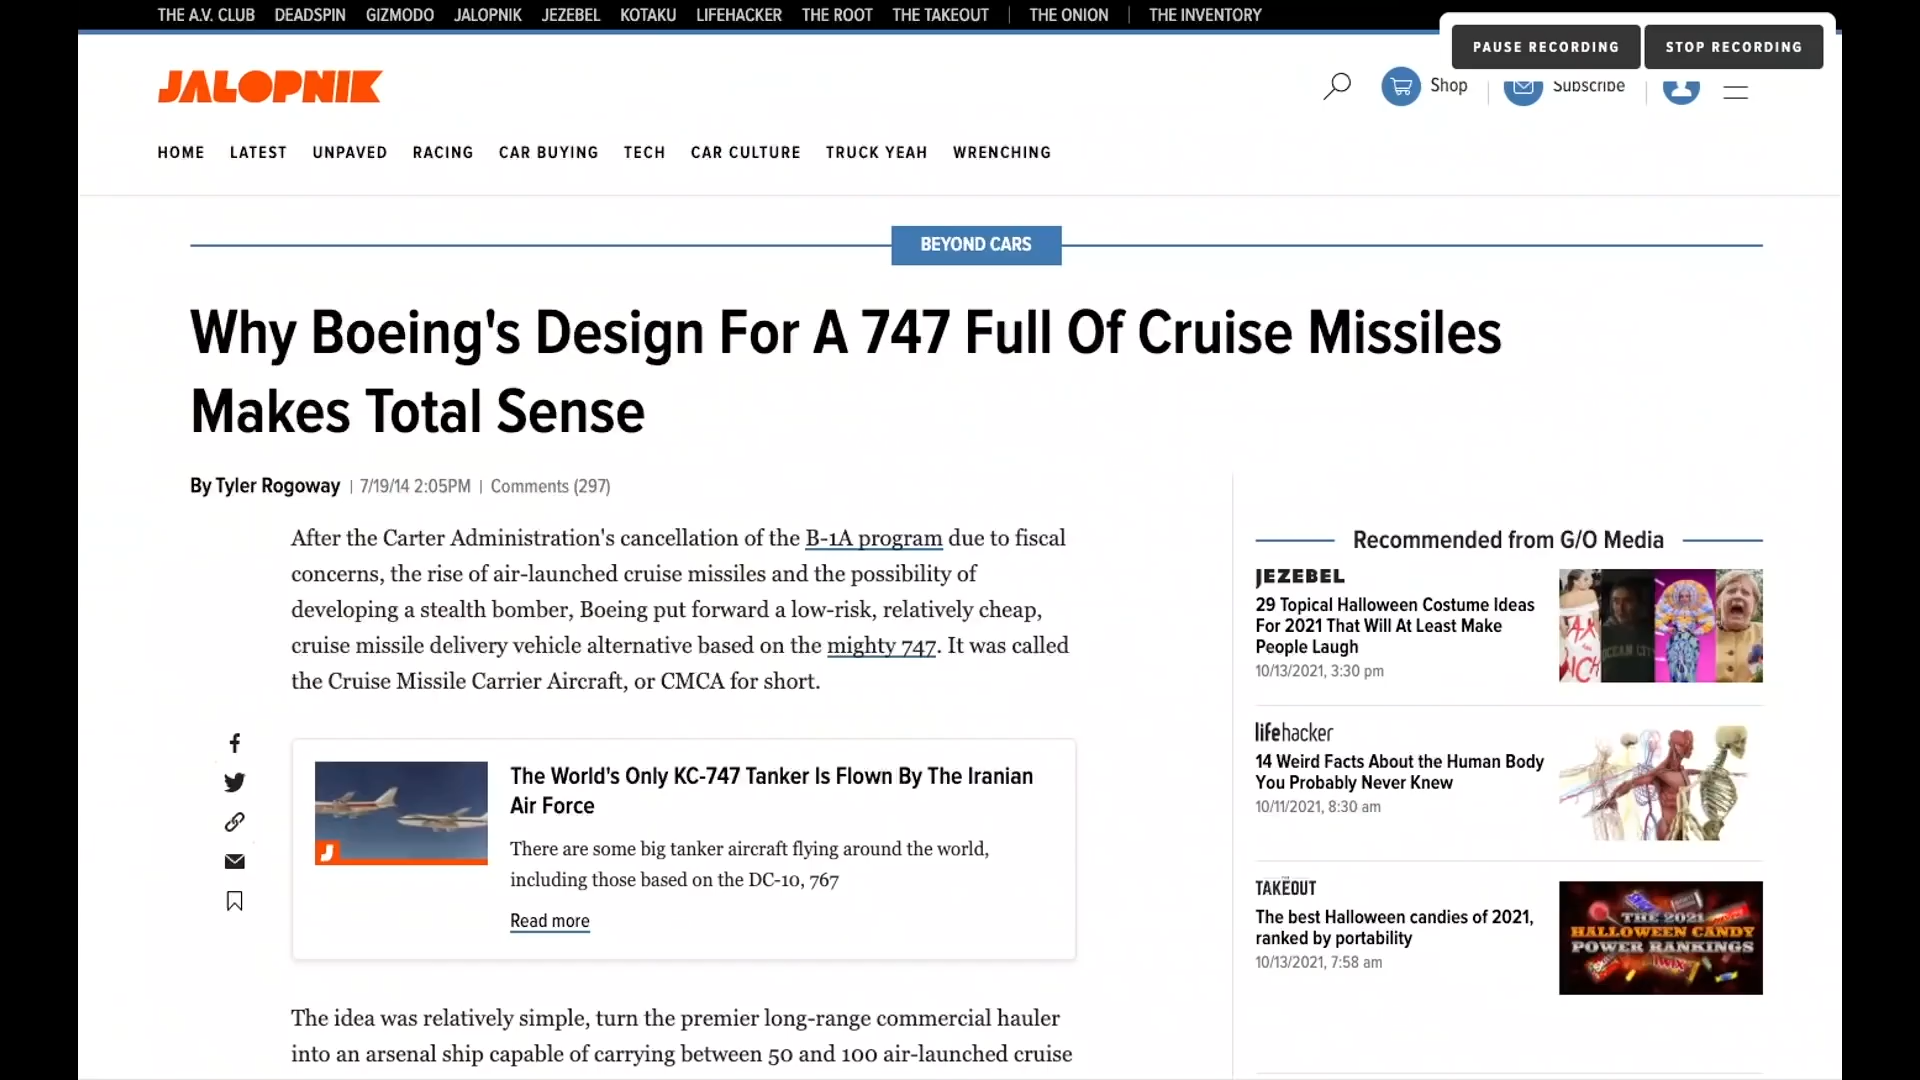 THE A.V. CLUB DEADSPIN GIZMODO JALOPNIK JEZEBEL KOTAKU LIFEHACKER THE ROOT THE TAKEOUT THE ONION THE INVENTORY
PAUSE RECORDING STOP RECORDING
JALOPNIK
Shop Subscribe
HOME LATEST UNPAVED RACING CAR BUYING TECH CAR CULTURE TRUCK YEAH WRENCHING
BEYOND CARS
Why Boeing's Design For A 747 Full Of Cruise Missiles
Makes Total Sense
By Tyler Rogoway | 7/19/14 2:05PM | Comments (297)
After the Carter Administration's cancellation of the B-1A program due to fiscal
concerns, the rise of air-launched cruise missiles and the possibility of
developing a stealth bomber, Boeing put forward a low-risk, relatively cheap,
cruise missile delivery vehicle alternative based on the mighty 747. It was called
the Cruise Missile Carrier Aircraft, or CMCA for short.
The World's Only KC-747 Tanker Is Flown By The Iranian
Air Force
There are some big tanker aircraft flying around the world,
including those based on the DC-10, 767
Read more
The idea was relatively simple, turn the premier long-range commercial hauler
into an arsenal ship capable of carrying between 50 and 100 air-launched cruise
Recommended from G/O Media
JEZEBEL
29 Topical Halloween Costume Ideas
For 2021 That Will At Least Make
People Laugh
10/13/2021, 3:30 pm
lifehacker
14 Weird Facts About the Human Body
You Probably Never Knew
10/11/2021, 8:30 am
THE
TAKEOUT
The best Halloween candies of 2021,
ranked by portability
10/13/2021, 7:58 am
THE 2021
HALLOWEEN CANDY
POWER RANKINGS
TWIX